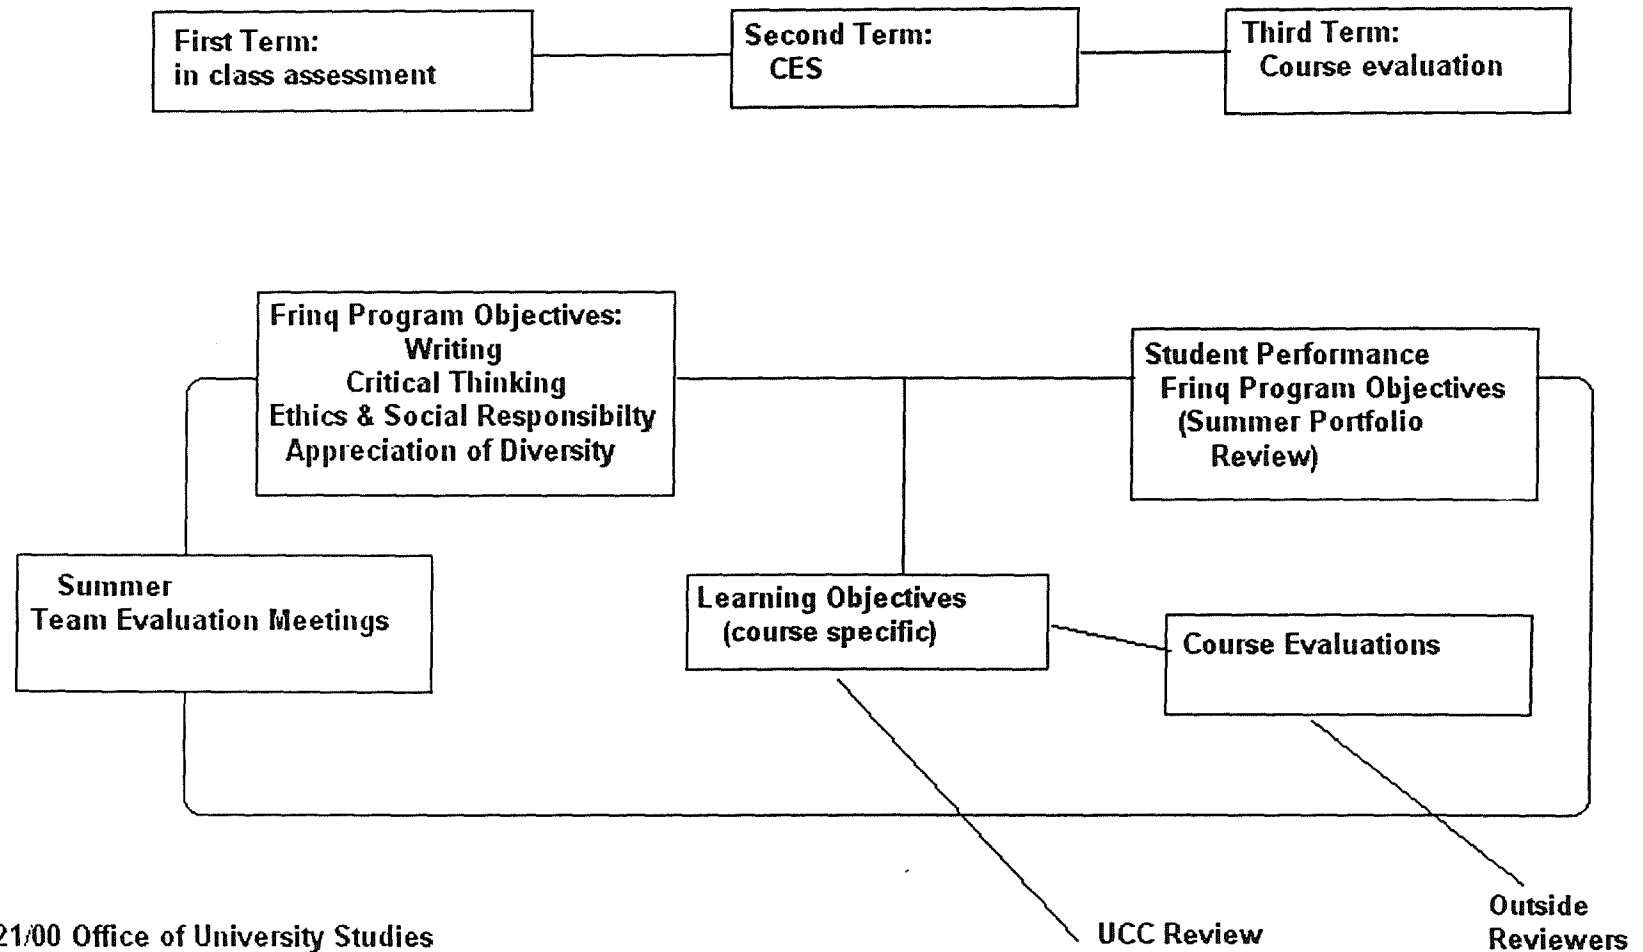 First Term:
in class assessment
Second Term:
CES
Third Term:
Course evaluation
Frinq Program Objectives:
Writing
Critical Thinking
Ethics & Social Responsibilty
Appreciation of Diversity
Student Performance
Frinq Program Objectives
(Summer Portfolio
Review)
Summer
Team Evaluation Meetings
Learning Objectives
(course specific)
Course Evaluations
21/00 Office of University Studies
UCC Review
Outside
Reviewers